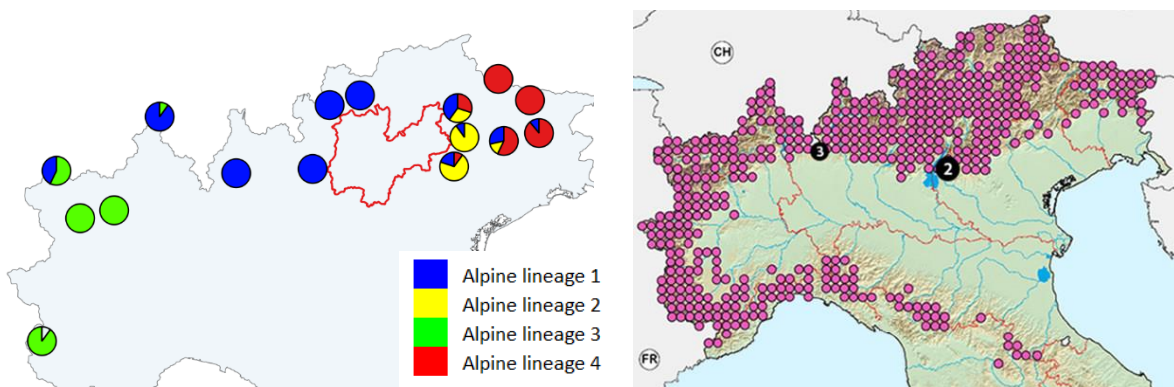 Alpine lineage 1
Alpine lineage 2
Alpine lineage 3
Alpine lineage 4
CH
3
2
FR